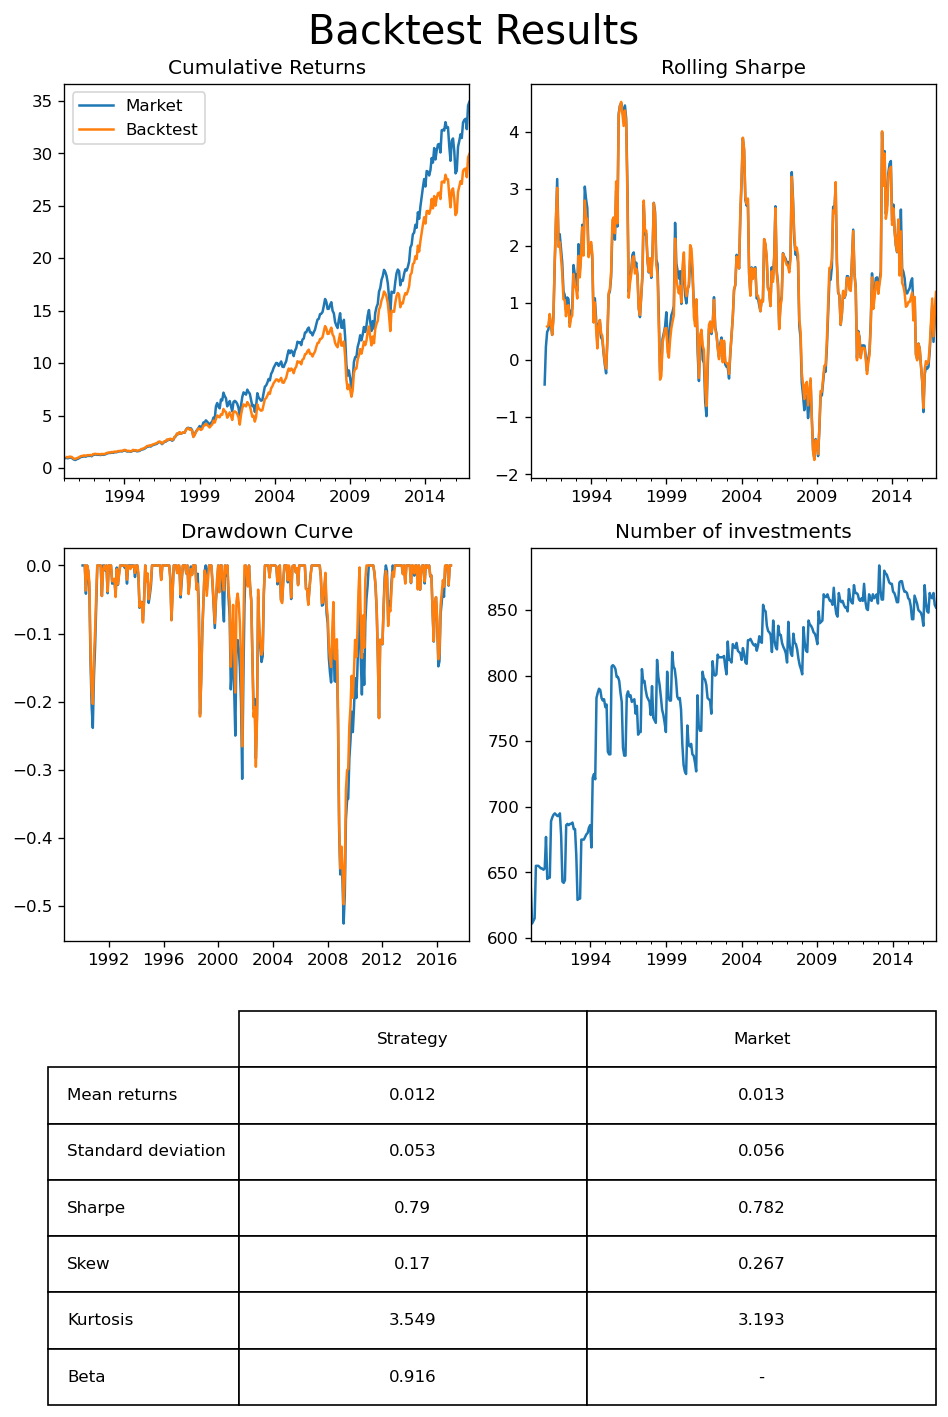 Backtest Results
Cumulative Returns
Rolling Sharpe
Market
Backtest
35
30
25
20
15
10
5
0
1994 1999 2004 2009 2014
4
3
2
1
0
−1
−2
1994 1999 2004 2009 2014
Drawdown Curve
Number of investments
0.0
−0.1
−0.2
−0.3
−0.4
−0.5
1992 1996 2000 2004 2008 2012 2016
850
800
750
700
650
600
1994 1999 2004 2009 2014
Strategy Market
Mean returns 0.012 0.013
Standard deviation 0.053 0.056
Sharpe 0.79 0.782
Skew 0.17 0.267
Kurtosis 3.549 3.193
Beta 0.916 -